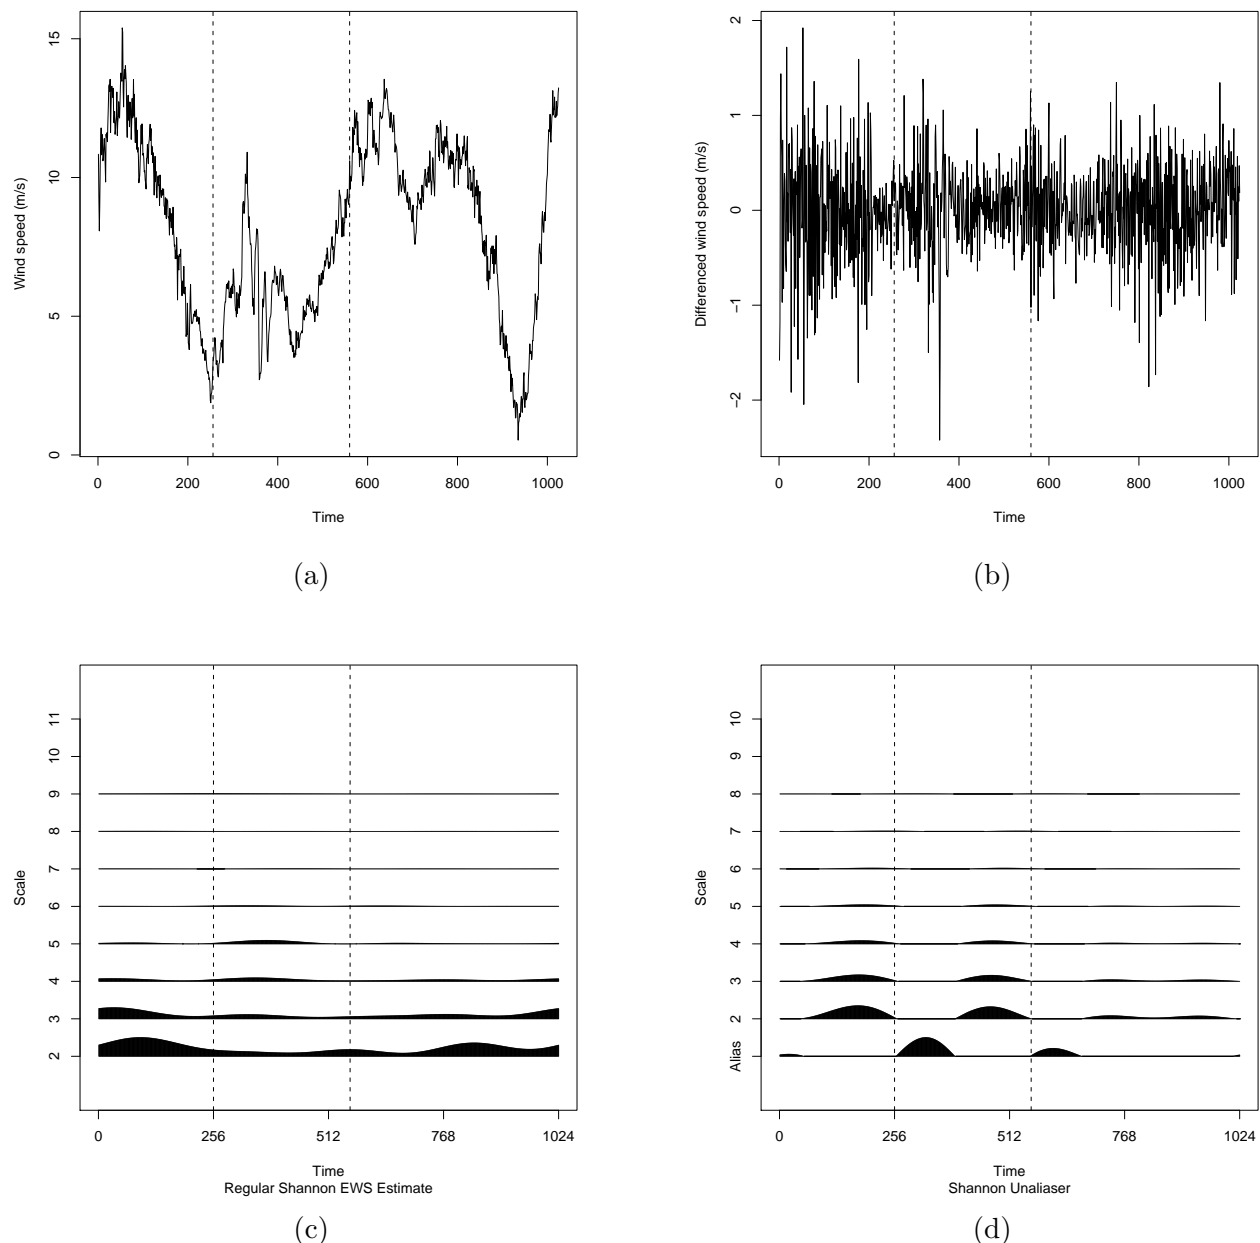 Wind speed (m/s)
15
10
5
0
0 200 400 600 800 1000
Time
(a)
Differenced wind speed (m/s)
2
1
0
−1
−2
0 200 400 600 800 1000
Time
(b)
Scale
11
10
9
8
7
6
5
4
3
2
0 256 512 768 1024
Time
Regular Shannon EWS Estimate
(c)
Scale
10
9
8
7
6
5
4
3
2
Alias
0 256 512 768 1024
Time
Shannon Unaliaser
(d)